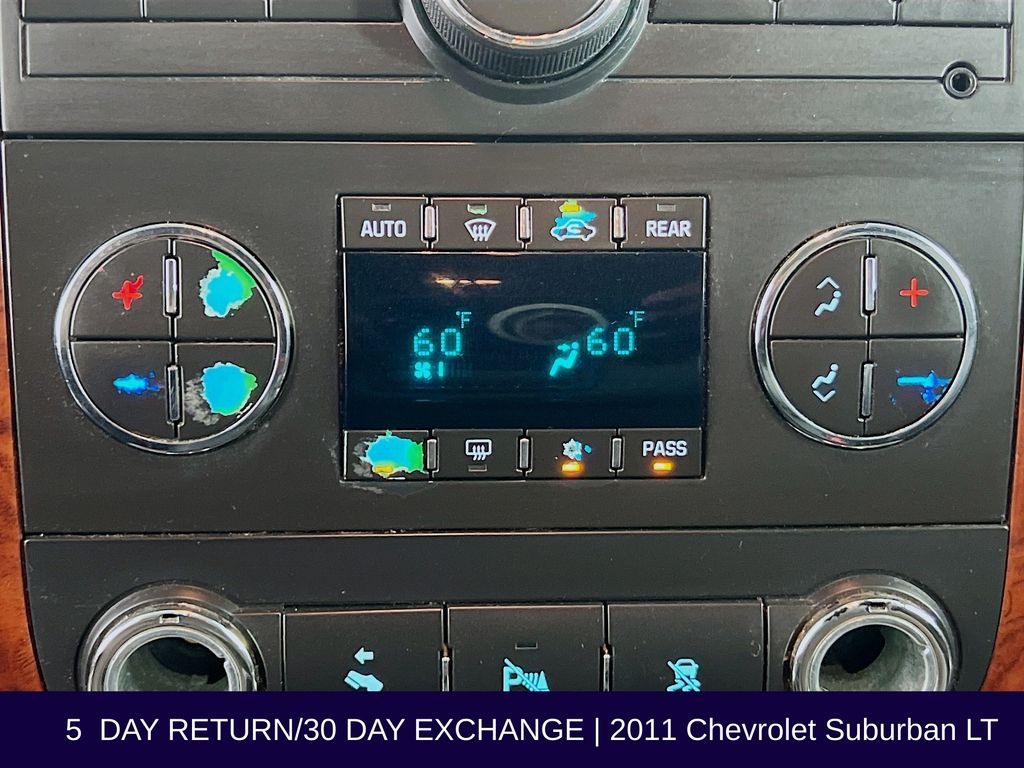 AUTO
REAR
60°F
60°F
PASS
P
5 DAY RETURN/30 DAY EXCHANGE | 2011 Chevrolet Suburban LT